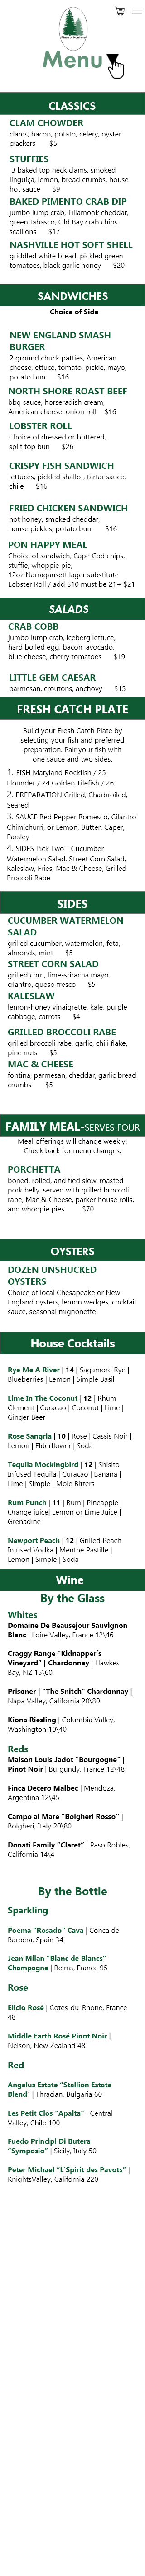 Menu
CLASSICS
CLAM CHOWDER
clams, bacon, potato, celery, oyster
crackers $5
STUFFIES
3 baked top neck clams, smoked
linguiça, lemon, bread crumbs, house
hot sauce $9
BAKED PIMENTO CRAB DIP
jumbo lump crab, Tillamook cheddar,
green tabasco, Old Bay crab chips,
scallions $17
NASHVILLE HOT SOFT SHELL
griddled white bread, pickled green
tomatoes, black garlic honey $20
SANDWICHES
Choice of Side
NEW ENGLAND SMASH
BURGER
2 ground chuck patties, American
cheese,lettuce, tomato, pickle, mayo,
potato bun $16
NORTH SHORE ROAST BEEF
bbq sauce, horseradish cream,
American cheese, onion roll $16
LOBSTER ROLL
Choice of dressed or buttered,
split top bun $26
CRISPY FISH SANDWICH
lettuces, pickled shallot, tartar sauce,
chile $16
FRIED CHICKEN SANDWICH
hot honey, smoked cheddar,
house pickles, potato bun $16
PON HAPPY MEAL
Choice of sandwich, Cape Cod chips,
stuffie, whoopie pie,
12oz Narragansett lager substitute
Lobster Roll / add $10 must be 21+ $21
SALADS
CRAB COBB
jumbo lump crab, iceberg lettuce,
hard boiled egg, bacon, avocado,
blue cheese, cherry tomatoes $19
LITTLE GEM CAESAR
parmesan, croutons, anchovy $15
FRESH CATCH PLATE
Build your Fresh Catch Plate by
selecting your fish and preferred
preparation. Pair your fish with
one sauce and two sides.
1. FISH Maryland Rockfish / 25
Flounder / 24 Golden Tilefish / 26
2. PREPARATION Grilled, Charbroiled,
Seared
3. SAUCE Red Pepper Romesco, Cilantro
Chimichurri, or Lemon, Butter, Caper,
Parsley
4. SIDES Pick Two - Cucumber
Watermelon Salad, Street Corn Salad,
Kaleslaw, Fries, Mac & Cheese, Grilled
Broccoli Rabe
SIDES
CUCUMBER WATERMELON
SALAD
grilled cucumber, watermelon, feta,
almonds, mint $5
STREET CORN SALAD
grilled corn, lime-sriracha mayo,
cilantro, queso fresco $5
KALESLAW
lemon-honey vinaigrette, kale, purple
cabbage, carrots $4
GRILLED BROCCOLI RABE
grilled broccoli rabe, garlic, chili flake,
pine nuts $5
MAC & CHEESE
fontina, parmesan, cheddar, garlic bread
crumbs $5
FAMILY MEAL-SERVES FOUR
Meal offerings will change weekly!
Check back for menu changes.
PORCHETTA
boned, rolled, and tied slow-roasted
pork belly, served with grilled broccoli
rabe, Mac & Cheese, parker house rolls,
and whoopie pies $70
OYSTERS
DOZEN UNSHUCKED
OYSTERS
Choice of local Chesapeake or New
England oysters, lemon wedges, cocktail
sauce, seasonal mignonette
House Cocktails
Rye Me A River | 14 | Sagamore Rye |
Blueberries | Lemon | Simple Basil
Lime In The Coconut | 12 | Rhum
Clement | Curacao | Coconut | Lime |
Ginger Beer
Rose Sangria | 10 | Rose | Cassis Noir |
Lemon | Elderflower | Soda
Tequila Mockingbird | 12 | Shisito
Infused Tequila | Curacao | Banana |
Lime | Simple | Mole Bitters
Rum Punch | 11 | Rum | Pineapple |
Orange juice| Lemon or Lime Juice |
Grenadine
Newport Peach | 12 | Grilled Peach
Infused Vodka | Menthe Pastille |
Lemon | Simple | Soda
Wine
By the Glass
Whites
Domaine De Beausejour Sauvignon
Blanc | Loire Valley, France 12\46
Craggy Range "Kidnapper's
Vineyard" | Chardonnay | Hawkes
Bay, NZ 15\60
Prisoner | "The Snitch" Chardonnay |
Napa Valley, California 20\80
Kiona Riesling | Columbia Valley,
Washington 10\40
Reds
Maison Louis Jadot "Bourgogne" |
Pinot Noir | Burgundy, France 12\48
Finca Decero Malbec | Mendoza,
Argentina 12\45
Campo al Mare "Bolgheri Rosso" |
Bolgheri, Italy 20\80
Donati Family "Claret" | Paso Robles,
California 14\4
By the Bottle
Sparkling
Poema "Rosado" Cava | Conca de
Barbera, Spain 34
Jean Milan "Blanc de Blancs"
Champagne | Reims, France 95
Rose
Elicio Rosé | Cotes-du-Rhone, France
48
Middle Earth Rosé Pinot Noir |
Nelson, New Zealand 48
Red
Angelus Estate "Stallion Estate
Blend" | Thracian, Bulgaria 60
Les Petit Clos "Apalta" | Central
Valley, Chile 100
Fuedo Principi Di Butera
"Symposio" | Sicily, Italy 50
Peter Michael "L'Spirit des Pavots" |
KnightsValley, California 220